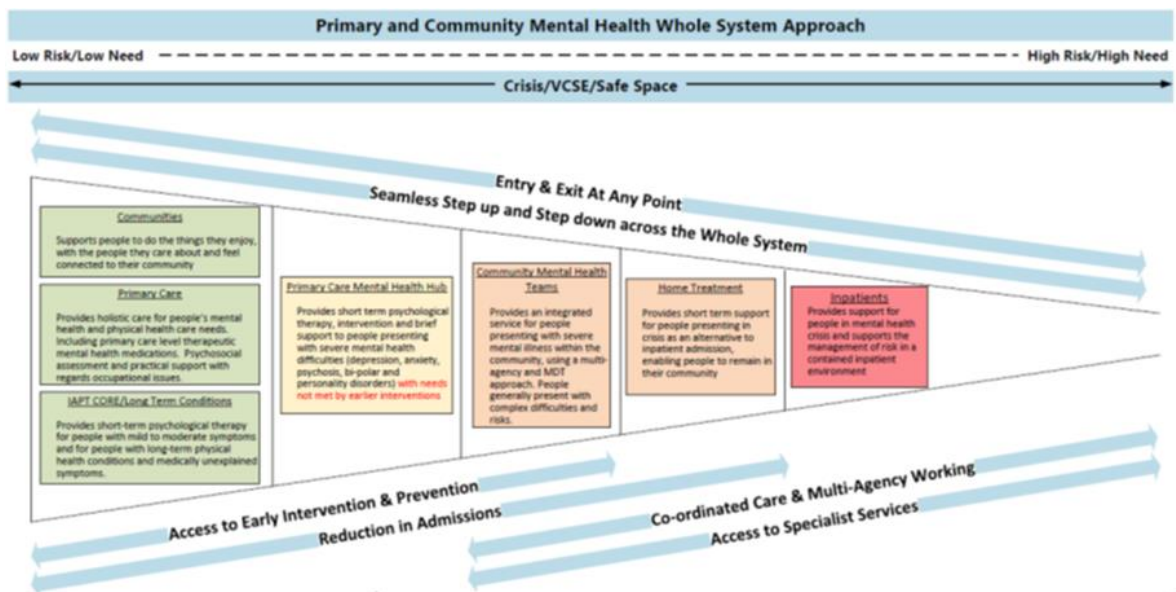 Primary and Community Mental Health Whole System Approach
Low Risk/Low Need
High Risk/High Need
Crisis/VCSE/Safe Space
Entry & Exit At Any Point
Seamless Step up and Step down across the Whole System
Communities
Supports people to do the things they enjoy,
with the people they care about and feel
connected to their community
Primary Care
Provides holistic care for people's mental
health and physical health care needs.
Including primary care level therapeutic
mental health medications. Psychosocial
assessment and practical support with
regards occupational issues.
IAPT CORE/Long Term Conditions
Provides short-term psychological therapy
for people with mild to moderate symptoms
and for people with long-term physical
health conditions and medically unexplained
symptoms.
Primary Care Mental Health Hub
Provides short term psychological
therapy, intervention and brief
support to people presenting
with severe mental health
difficulties (depression, anxiety,
psychosis, bi-polar and
personality disorders) with needs
not met by earlier interventions
Community Mental Health
Teams
Provides an integrated
service for people
presenting with severe
mental illness within the
community, using a multi-
agency and MDT
approach. People
generally present with
complex difficulties and
risks.
Home Treatment
Provides short term support
for people presenting in
crisis as an alternative to
inpatient admission,
enabling people to remain in
their community
Inpatients
Provides support for
people in mental health
crisis and supports the
management of risk in a
contained inpatient
environment
Access to Early Intervention & Prevention
Reduction in Admissions
Co-ordinated Care & Multi-Agency Working
Access to Specialist Services